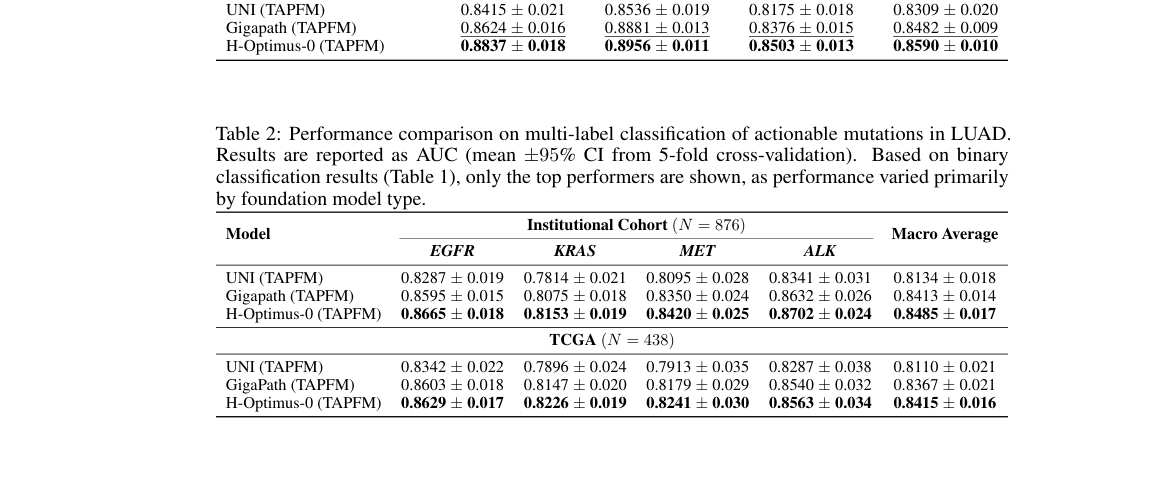 UNI (TAPFM) 0.8415 ± 0.021 0.8536 ± 0.019 0.8175 ± 0.018 0.8309 ± 0.020
Gigapath (TAPFM) 0.8624 ± 0.016 0.8881 ± 0.013 0.8376 ± 0.015 0.8482 ± 0.009
H-Optimus-0 (TAPFM) 0.8837 ± 0.018 0.8956 ± 0.011 0.8503 ± 0.013 0.8590 ± 0.010
Table 2: Performance comparison on multi-label classification of actionable mutations in LUAD.
Results are reported as AUC (mean ±95% CI from 5-fold cross-validation). Based on binary
classification results (Table 1), only the top performers are shown, as performance varied primarily
by foundation model type.
Model Institutional Cohort (N = 876) Macro Average
EGFR KRAS MET ALK
UNI (TAPFM) 0.8287 ± 0.019 0.7814 ± 0.021 0.8095 ± 0.028 0.8341 ± 0.031 0.8134 ± 0.018
Gigapath (TAPFM) 0.8595 ± 0.015 0.8075 ± 0.018 0.8350 ± 0.024 0.8632 ± 0.026 0.8413 ± 0.014
H-Optimus-0 (TAPFM) 0.8665 ± 0.018 0.8153 ± 0.019 0.8420 ± 0.025 0.8702 ± 0.024 0.8485 ± 0.017
TCGA (N = 438)
UNI (TAPFM) 0.8342 ± 0.022 0.7896 ± 0.024 0.7913 ± 0.035 0.8287 ± 0.038 0.8110 ± 0.021
GigaPath (TAPFM) 0.8603 ± 0.018 0.8147 ± 0.020 0.8179 ± 0.029 0.8540 ± 0.032 0.8367 ± 0.021
H-Optimus-0 (TAPFM) 0.8629 ± 0.017 0.8226 ± 0.019 0.8241 ± 0.030 0.8563 ± 0.034 0.8415 ± 0.016